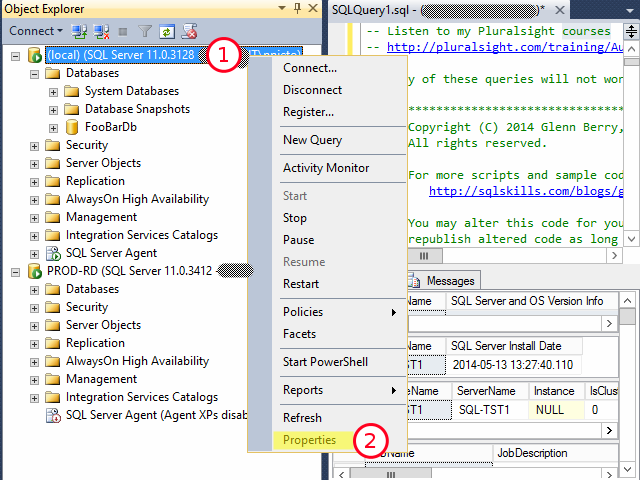 Object Explorer
Connect
(local) (SQL Server 11.0.3128
1
Databases
System Databases
Database Snapshots
FooBarDb
Security
Server Objects
Replication
AlwaysOn High Availability
Management
Integration Services Catalogs
SQL Server Agent
PROD-RD (SQL Server 11.0.3412 -
Databases
Security
Server Objects
Replication
AlwaysOn High Availability
Management
Integration Services Catalogs
SQL Server Agent (Agent XPs disab
Connect...
Disconnect
Register...
New Query
Activity Monitor
Start
Stop
Pause
Resume
Restart
Policies
Facets
Start PowerShell
Reports
Refresh
Properties
2
SQLQuery1.sql - ( )*
-- Listen to my Pluralsight courses
-- http://pluralsight.com/training/Au
y of these queries will not wor
*******************************
Copyright (C) 2014 Glenn Berry,
All rights reserved.
For more scripts and sample cod
http://sqlskills.com/blogs/g
You may alter this code for you
republish altered code as long
Messages
Name SQL Server and OS Version Info
Name SQL Server Install Date
T1 2014-05-13 13:27:40.110
eName ServerName Instance IsClus
T1 SQL-TST1 NULL 0
Name JobDescription